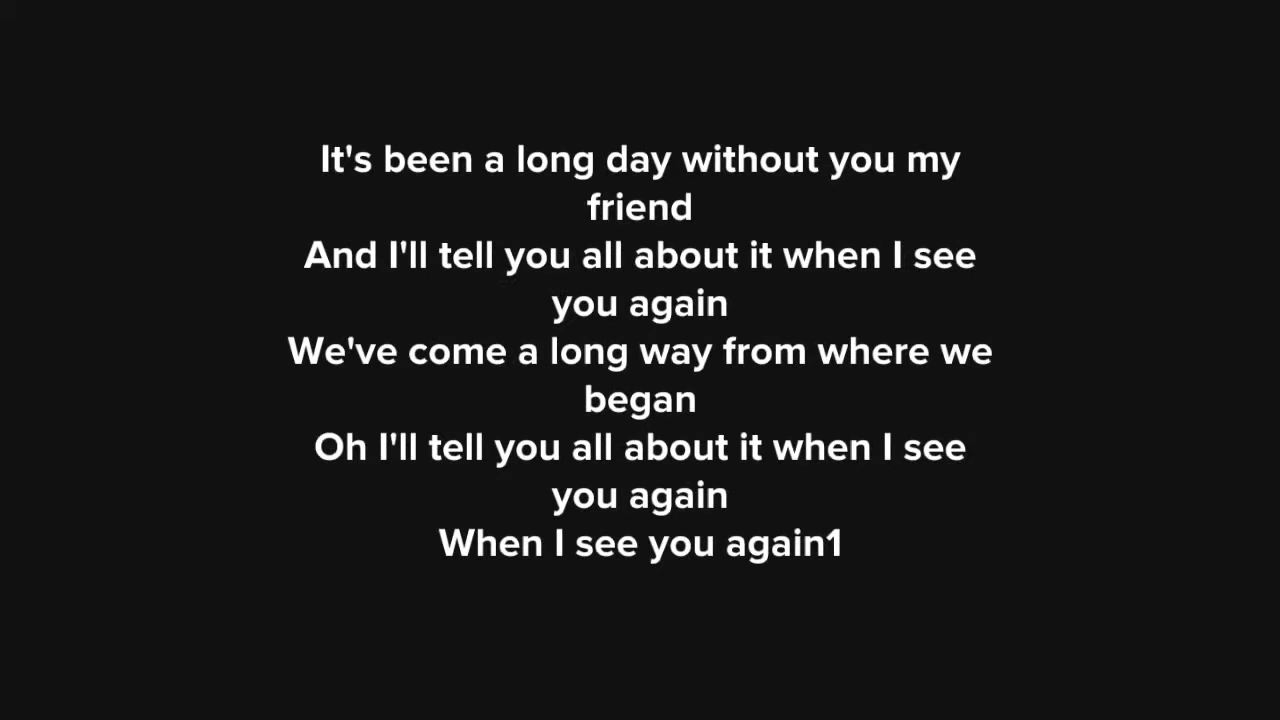 It's been a long day without you my
friend
And I'll tell you all about it when I see
you again
We've come a long way from where we
began
Oh I'll tell you all about it when I see
you again
When I see you again1